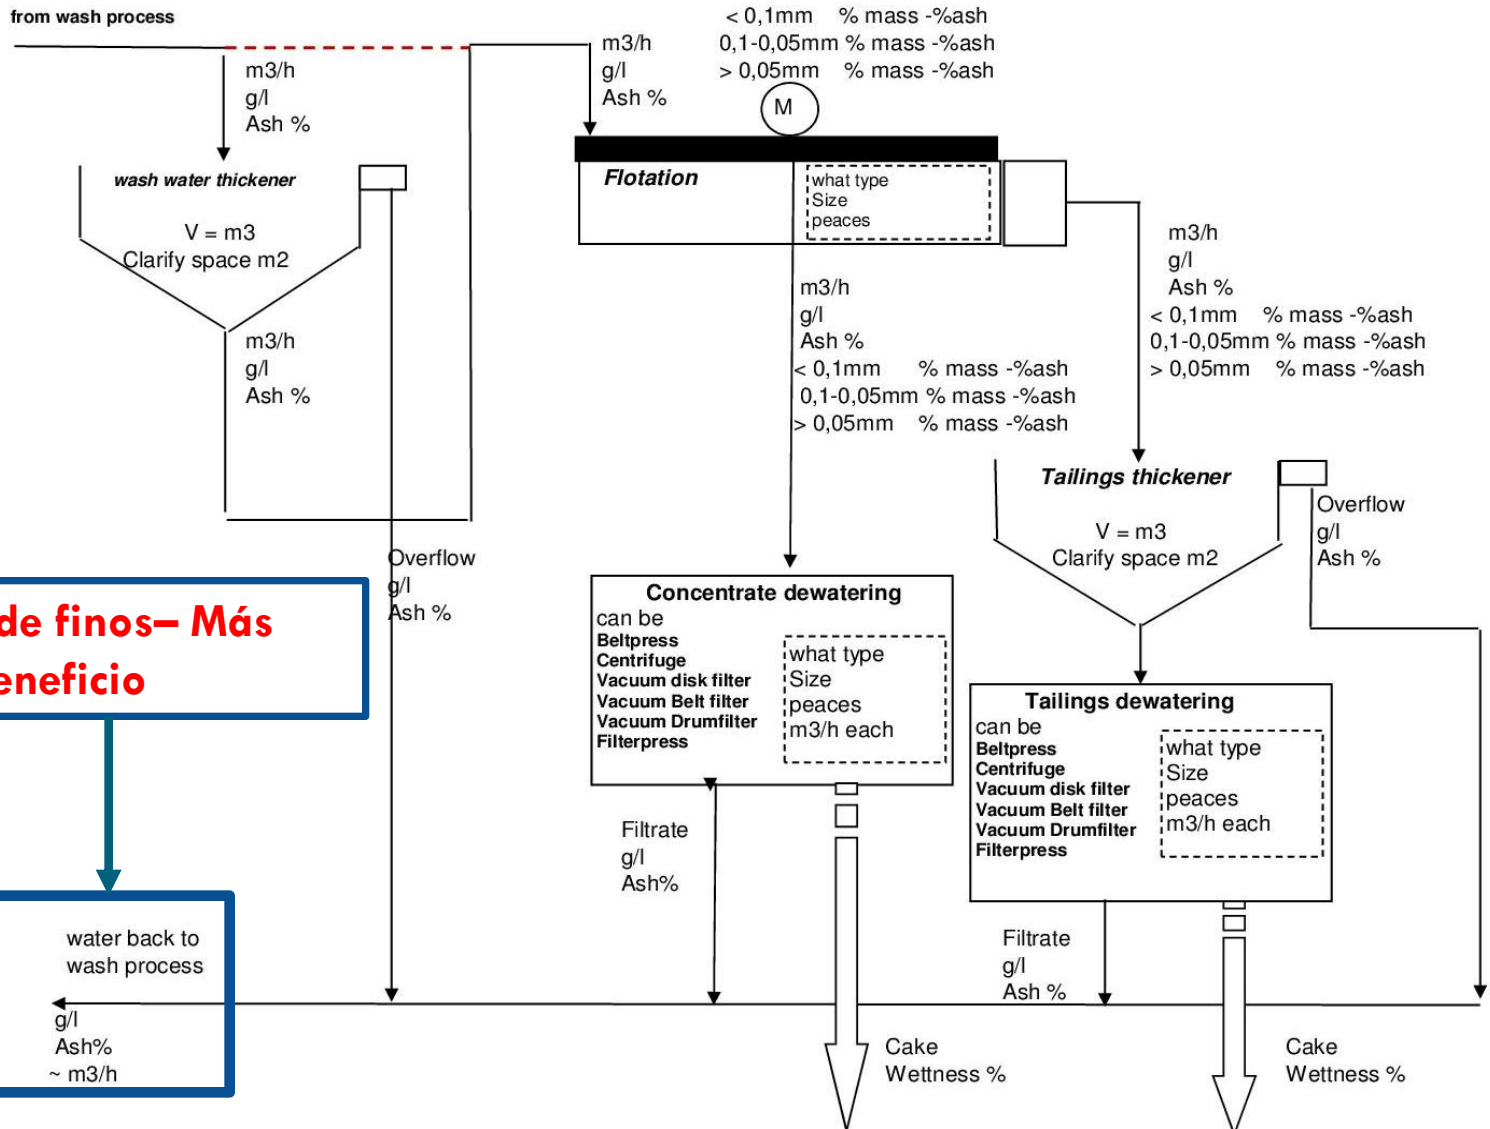 from wash process
m3/h
g/l
Ash %
wash water thickener
V = m3
Clarify space m2
m3/h
g/l
Ash %
Overflow
g/l
Ash %
m3/h
g/l
Ash %
< 0,1mm % mass -%ash
0,1-0,05mm % mass -%ash
> 0,05mm % mass -%ash
M
Flotation
what type
Size
peaces
m3/h
g/l
Ash %
< 0,1mm % mass -%ash
0,1-0,05mm % mass -%ash
> 0,05mm % mass -%ash
m3/h
g/l
Ash %
< 0,1mm % mass -%ash
0,1-0,05mm % mass -%ash
> 0,05mm % mass -%ash
Tailings thickener
V = m3
Clarify space m2
Overflow
g/l
Ash %
Concentrate dewatering
can be
Beltpress
Centrifuge
Vacuum disk filter
Vacuum Belt filter
Vacuum Drumfilter
Filterpress
what type
Size
peaces
m3/h each
Filtrate
g/l
Ash%
Tailings dewatering
can be
Beltpress
Centrifuge
Vacuum disk filter
Vacuum Belt filter
Vacuum Drumfilter
Filterpress
what type
Size
peaces
m3/h each
Filtrate
g/l
Ash %
Cake
Wettness %
Cake
Wettness %
de finos– Más
eneficio
water back to
wash process
g/l
Ash%
~ m3/h